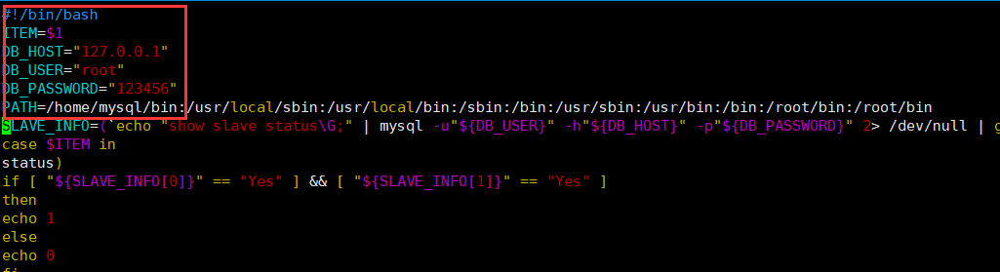 #!/bin/bash
ITEM=$1
DB_HOST="127.0.0.1"
DB_USER="root"
DB_PASSWORD="123456"
PATH=/home/mysql/bin:/usr/local/sbin:/usr/local/bin:/sbin:/bin:/usr/sbin:/usr/bin:/bin:/root/bin:/root/bin
SLAVE_INFO=(`echo "show slave status\G;" | mysql -u"${DB_USER}" -h"${DB_HOST}" -p"${DB_PASSWORD}" 2> /dev/null | g
case $ITEM in
status)
if [ "${SLAVE_INFO[0]}" == "Yes" ] && [ "${SLAVE_INFO[1]}" == "Yes" ]
then
echo 1
else
echo 0
fi